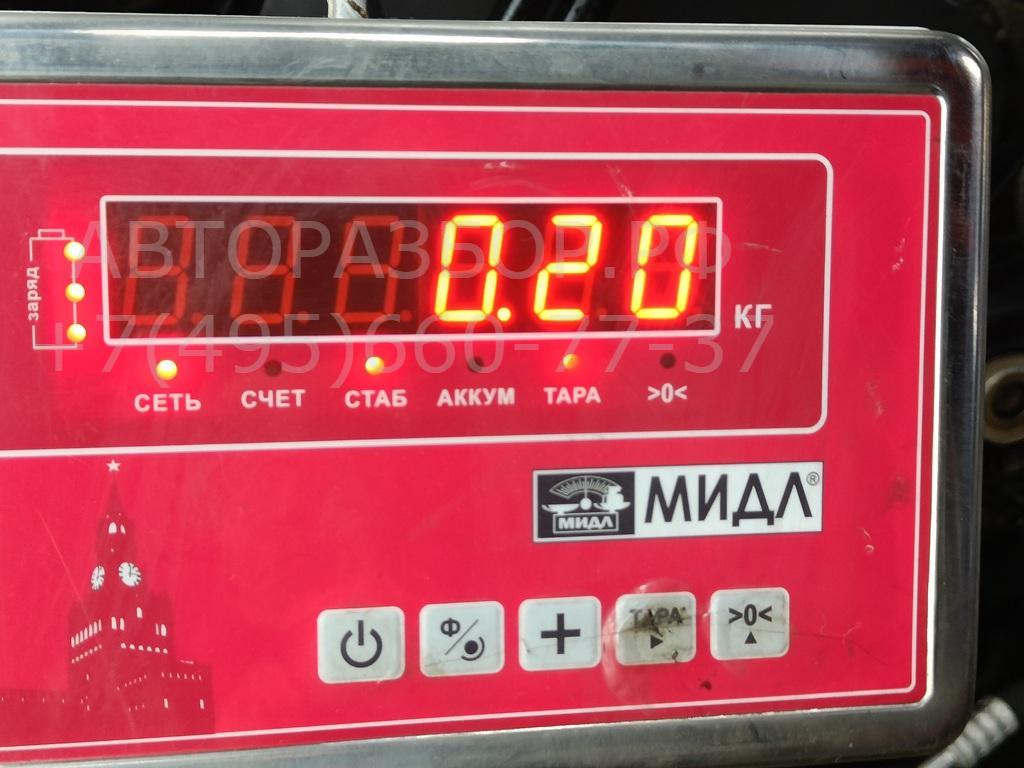 АВТОРАЗБОР.РФ
0.20
заряд
КГ
+7(495)660-77-37
СЕТЬ СЧЕТ СТАБ АККУМ ТАРА >0<
МИДЛ МИДЛ®
Ф + ТАРА >0<